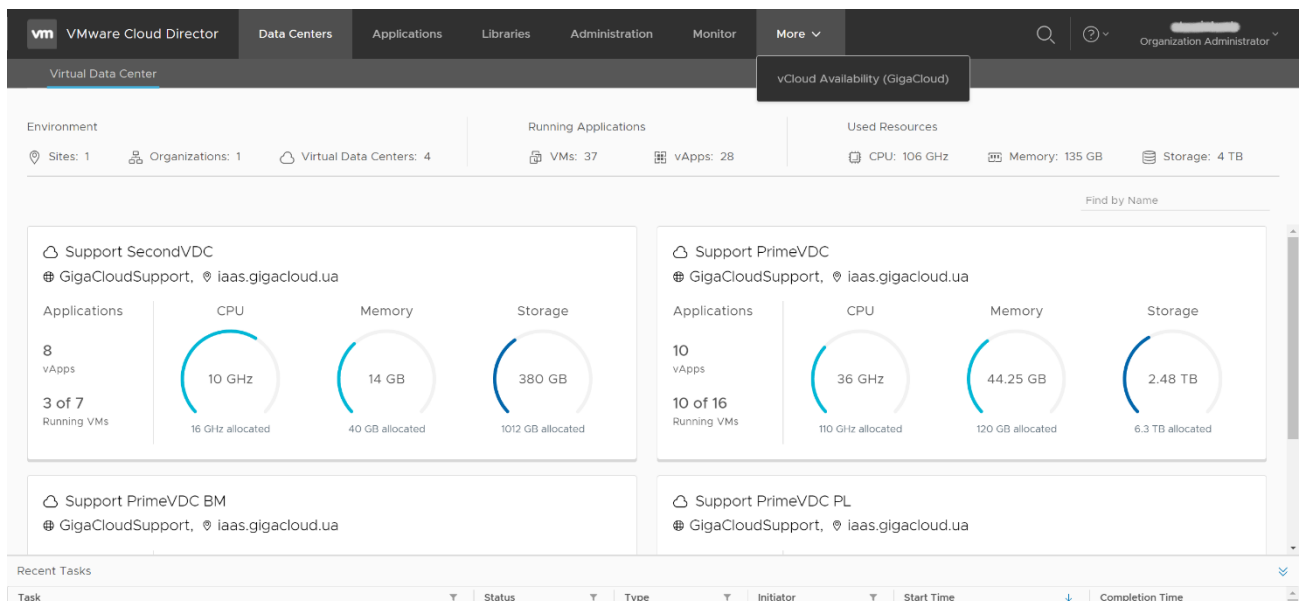 vm VMware Cloud Director Data Centers Applications Libraries Administration Monitor More Organization Administrator
Virtual Data Center
vCloud Availability (GigaCloud)
Environment Running Applications Used Resources
Sites: 1 Organizations: 1 Virtual Data Centers: 4 VMs: 37 vApps: 28 CPU: 106 GHz Memory: 135 GB Storage: 4 TB
Find by Name
Support SecondVDC
GigaCloudSupport, iaas.gigacloud.ua
Applications CPU Memory Storage
8
vApps
10 GHz 14 GB 380 GB
3 of 7
Running VMs
16 GHz allocated 40 GB allocated 1012 GB allocated
Support PrimeVDC
GigaCloudSupport, iaas.gigacloud.ua
Applications CPU Memory Storage
10
vApps
36 GHz 44.25 GB 2.48 TB
10 of 16
Running VMs
110 GHz allocated 120 GB allocated 6.3 TB allocated
Support PrimeVDC BM
GigaCloudSupport, iaas.gigacloud.ua
Support PrimeVDC PL
GigaCloudSupport, iaas.gigacloud.ua
Recent Tasks
Task Status Type Initiator Start Time Completion Time